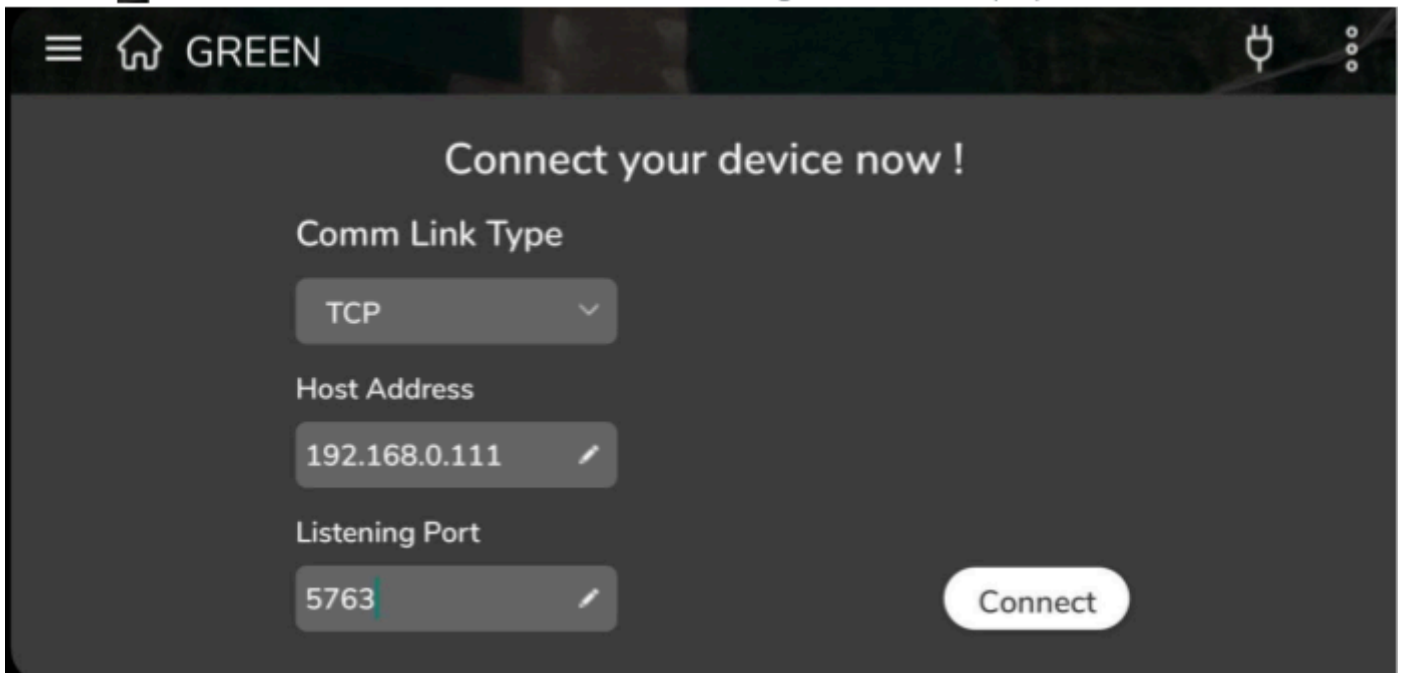 GREEN
Connect your device now !
Comm Link Type
TCP
Host Address
192.168.0.111
Listening Port
5763
Connect